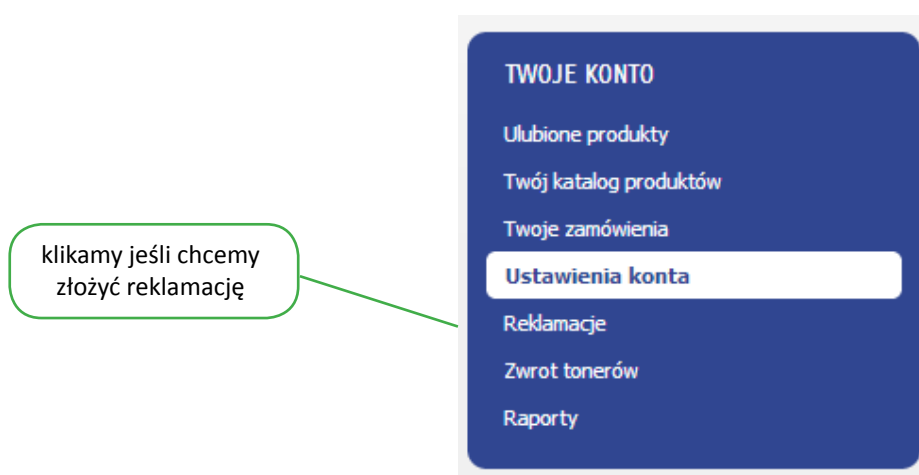 TWOJE KONTO
Ulubione produkty
Twój katalog produktów
Twoje zamówienia
Ustawienia konta
Reklamacje
Zwrot tonerów
Raporty
klikamy jeśli chcemy
złożyć reklamację